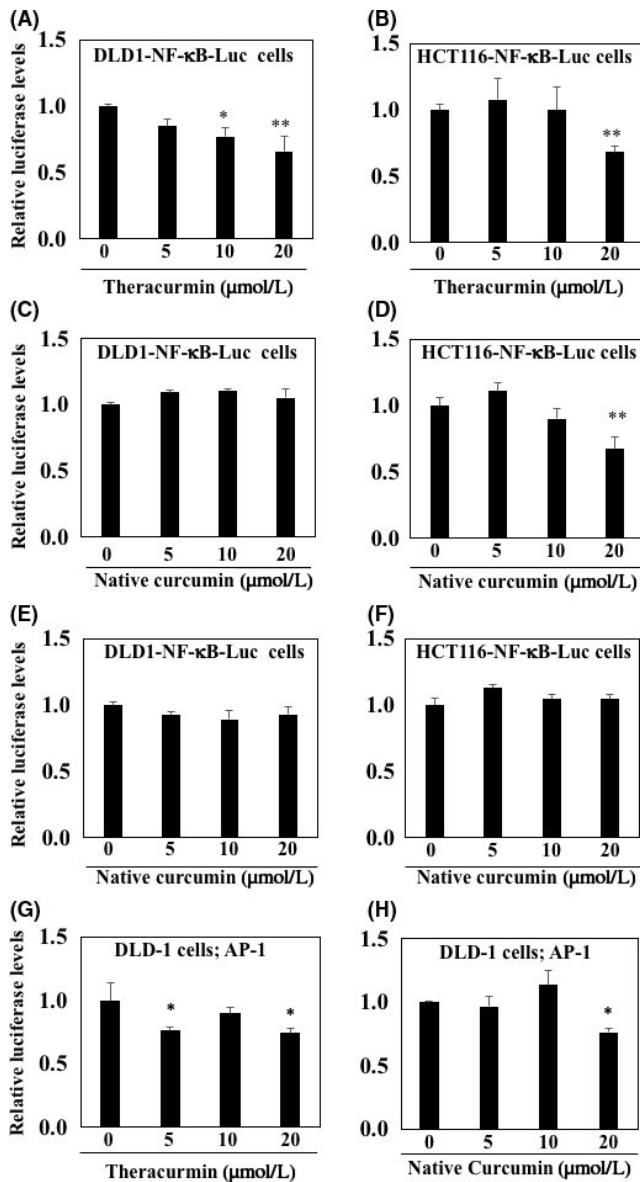 (A)
DLD1-NF-κB-Luc cells
Relative luciferase levels
1.5
1.0
0.5
0.0
*
**
0 5 10 20
Theracurmin (μmol/L)
(B)
HCT116-NF-κB-Luc cells
1.5
1.0
0.5
0.0
**
0 5 10 20
Theracurmin (μmol/L)
(C)
DLD1-NF-κB-Luc cells
Relative luciferase levels
1.5
1.0
0.5
0.0
0 5 10 20
Native curcumin (μmol/L)
(D)
HCT116-NF-κB-Luc cells
1.5
1.0
0.5
0.0
**
0 5 10 20
Native curcumin (μmol/L)
(E)
DLD1-NF-κB-Luc cells
Relative luciferase levels
1.5
1.0
0.5
0.0
0 5 10 20
Native curcumin (μmol/L)
(F)
HCT116-NF-κB-Luc cells
1.5
1.0
0.5
0.0
0 5 10 20
Native curcumin (μmol/L)
(G)
DLD-1 cells; AP-1
Relative luciferase levels
1.5
1.0
0.5
0.0
*
*
0 5 10 20
Theracurmin (μmol/L)
(H)
DLD-1 cells; AP-1
1.5
1.0
0.5
0.0
*
0 5 10 20
Native Curcumin (μmol/L)